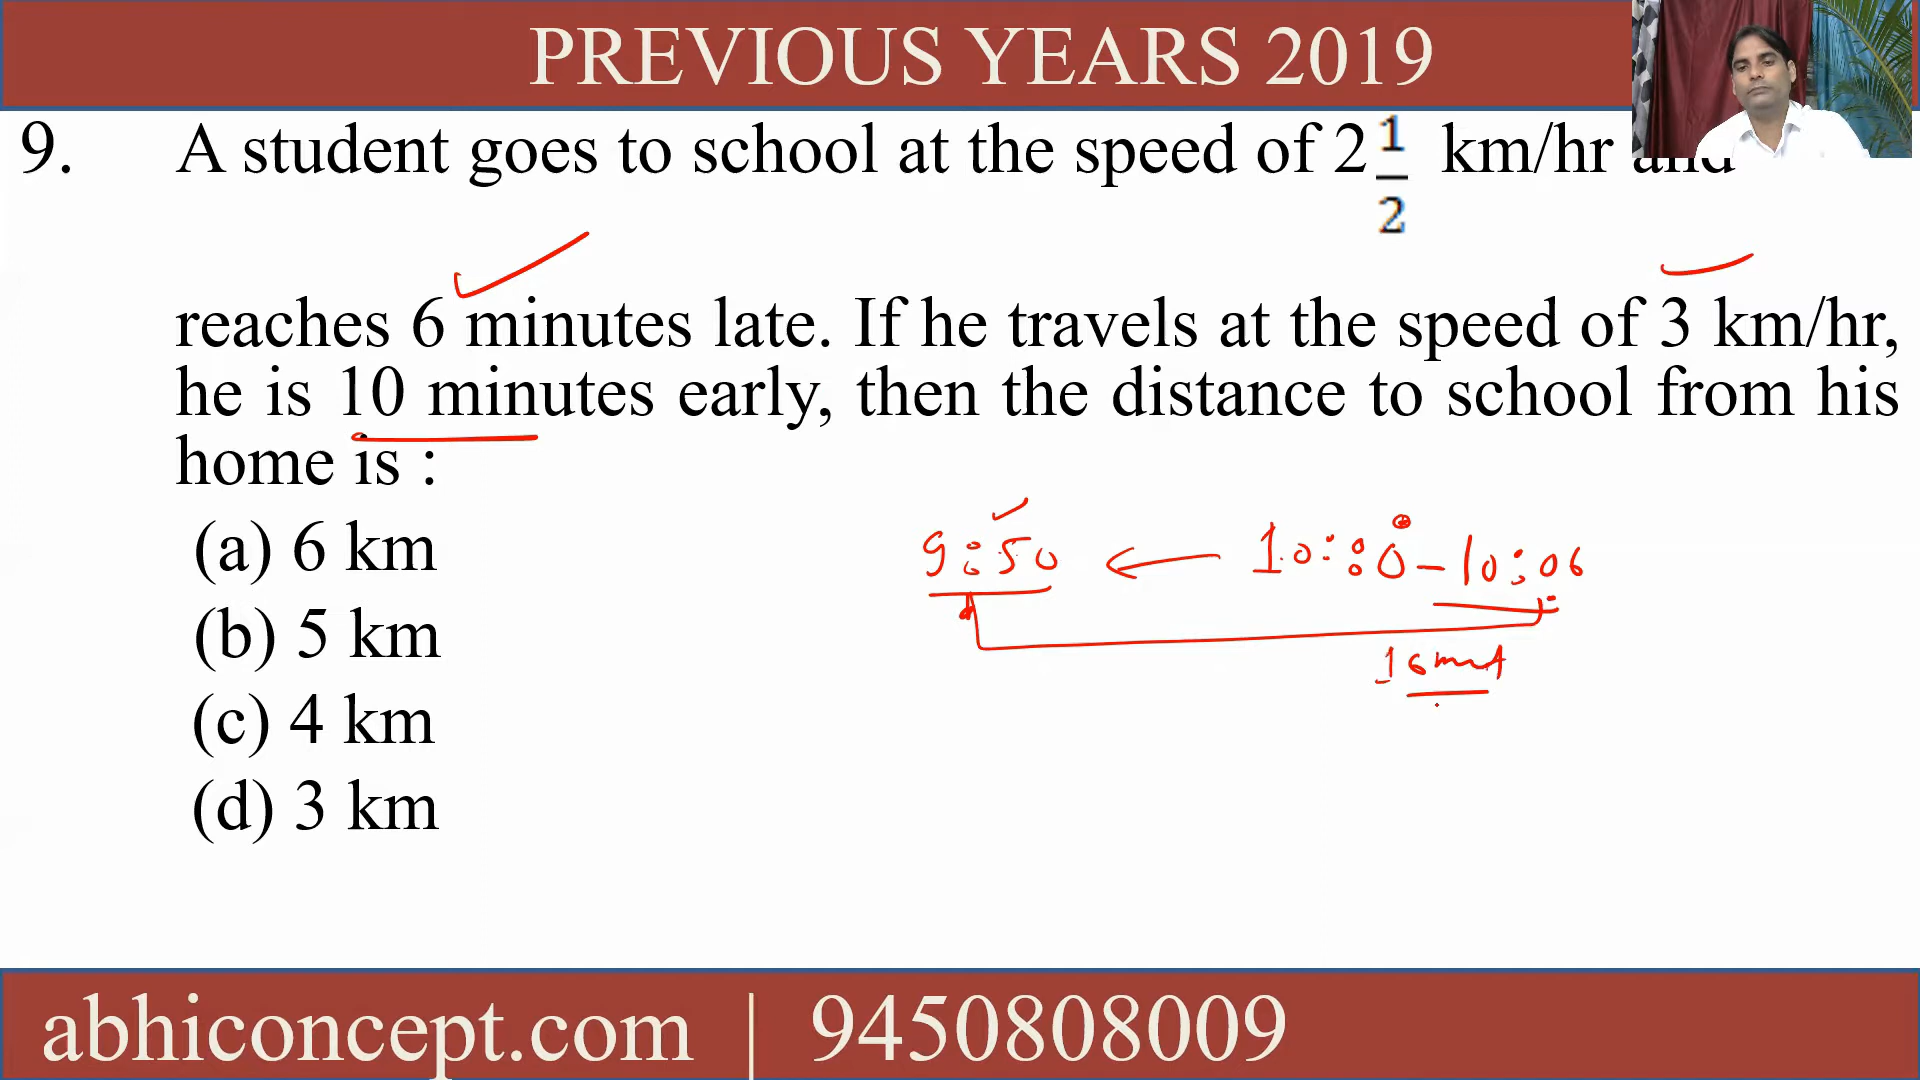 PREVIOUS YEARS 2019
9. A student goes to school at the speed of 2 1/2 km/hr and
reaches 6 minutes late. If he travels at the speed of 3 km/hr,
he is 10 minutes early, then the distance to school from his
home is :
(a) 6 km
(b) 5 km
(c) 4 km
(d) 3 km
9:50 ← 10:00 – 10:06
16
abhiconcept.com | 9450808009